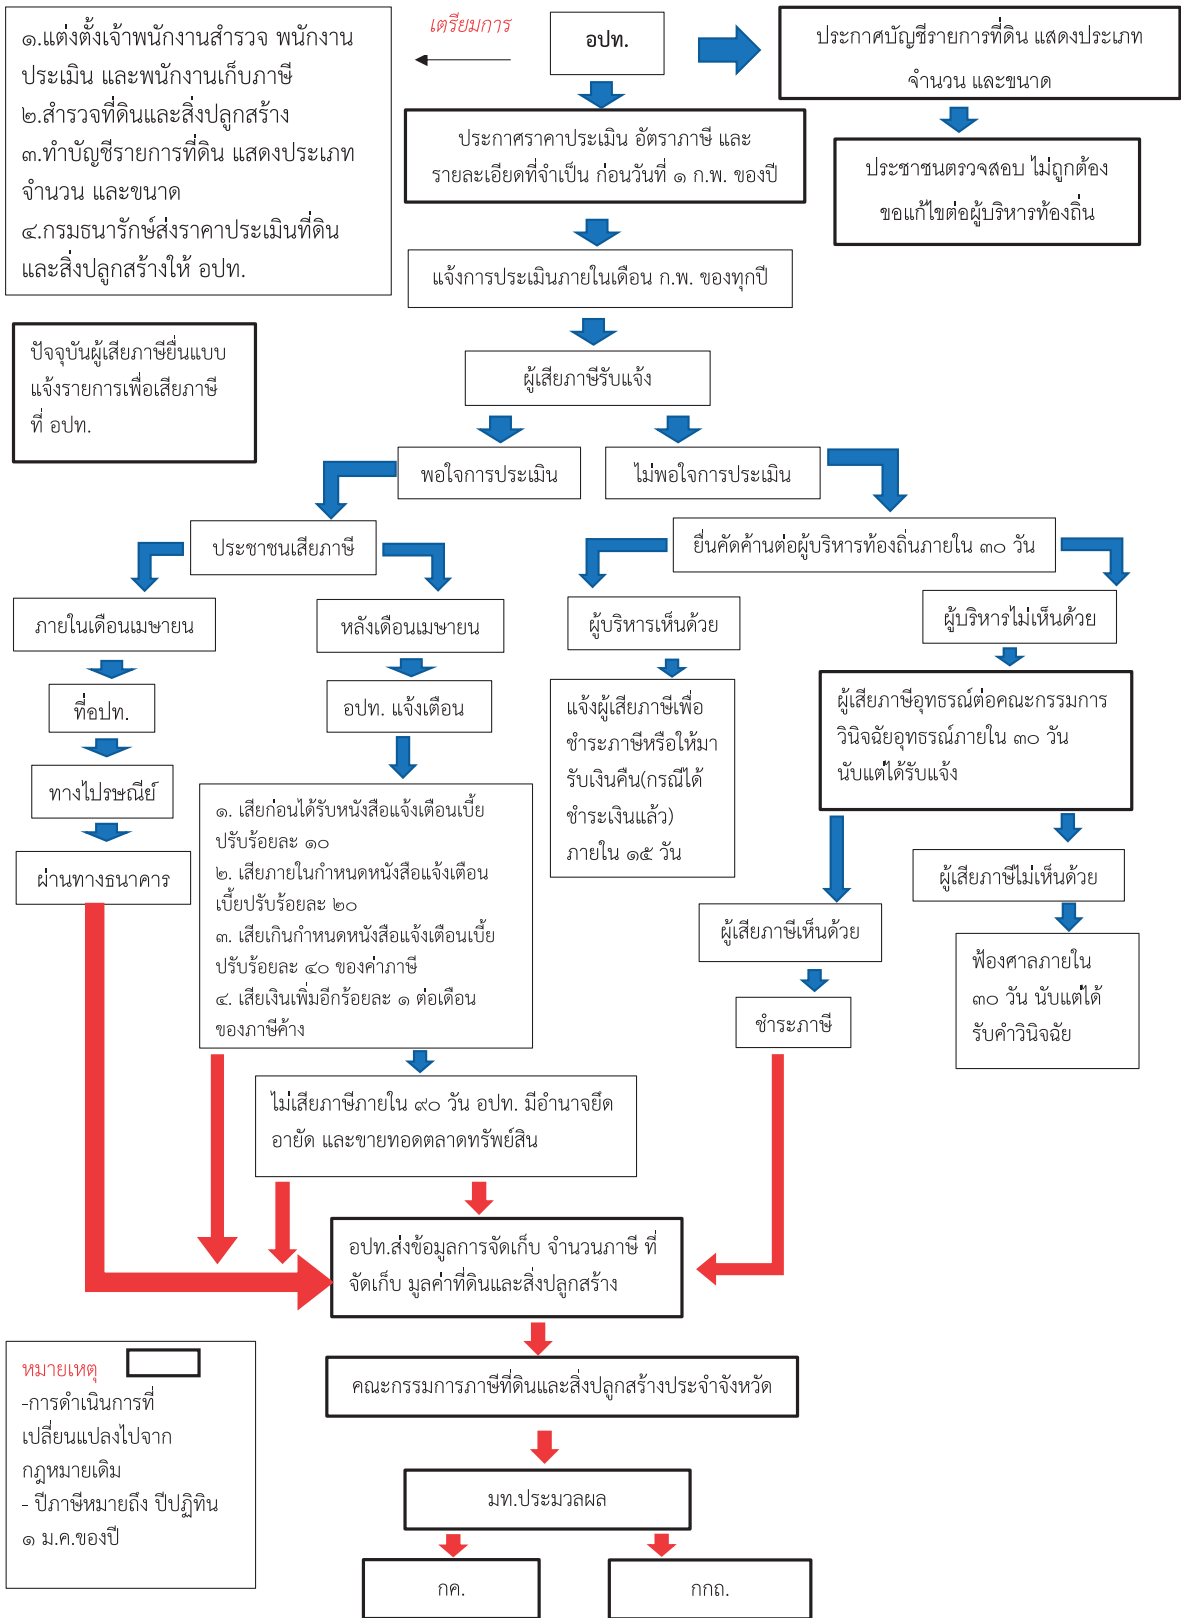 ๑.แต่งตั้งเจ้าพนักงานสำรวจ พนักงาน
ประเมิน และพนักงานเก็บภาษี
๒.สำรวจที่ดินและสิ่งปลูกสร้าง
๓.ทำบัญชีรายการที่ดิน แสดงประเภท
จำนวน และขนาด
๔.กรมธนารักษ์ส่งราคาประเมินที่ดิน
และสิ่งปลูกสร้างให้ อปท.
เตรียมการ
อปท.
ประกาศบัญชีรายการที่ดิน แสดงประเภท
จำนวน และขนาด
ประกาศราคาประเมิน อัตราภาษี และ
รายละเอียดที่จำเป็น ก่อนวันที่ ๑ ก.พ. ของปี
ประชาชนตรวจสอบ ไม่ถูกต้อง
ขอแก้ไขต่อผู้บริหารท้องถิ่น
แจ้งการประเมินภายในเดือน ก.พ. ของทุกปี
ปัจจุบันผู้เสียภาษียื่นแบบ
แจ้งรายการเพื่อเสียภาษี
ที่ อปท.
ผู้เสียภาษีรับแจ้ง
พอใจการประเมิน
ไม่พอใจการประเมิน
ประชาชนเสียภาษี
ยื่นคัดค้านต่อผู้บริหารท้องถิ่นภายใน ๓๐ วัน
ภายในเดือนเมษายน
หลังเดือนเมษายน
ผู้บริหารเห็นด้วย
ผู้บริหารไม่เห็นด้วย
ที่อปท.
อปท. แจ้งเตือน
แจ้งผู้เสียภาษีเพื่อ
ชำระภาษีหรือให้มา
รับเงินคืน(กรณีได้
ชำระเงินแล้ว)
ภายใน ๑๕ วัน
ผู้เสียภาษีอุทธรณ์ต่อคณะกรรมการ
วินิจฉัยอุทธรณ์ภายใน ๓๐ วัน
นับแต่ได้รับแจ้ง
ทางไปรษณีย์
ผ่านทางธนาคาร
๑. เสียก่อนได้รับหนังสือแจ้งเตือนเบี้ย
ปรับร้อยละ ๑๐
๒. เสียภายในกำหนดหนังสือแจ้งเตือน
เบี้ยปรับร้อยละ ๒๐
๓. เสียเกินกำหนดหนังสือแจ้งเตือนเบี้ย
ปรับร้อยละ ๔๐ ของค่าภาษี
๔. เสียเงินเพิ่มอีกร้อยละ ๑ ต่อเดือน
ของภาษีค้าง
ผู้เสียภาษีไม่เห็นด้วย
ผู้เสียภาษีเห็นด้วย
ฟ้องศาลภายใน
๓๐ วัน นับแต่ได้
รับคำวินิจฉัย
ชำระภาษี
ไม่เสียภาษีภายใน ๙๐ วัน อปท. มีอำนาจยึด
อายัด และขายทอดตลาดทรัพย์สิน
อปท.ส่งข้อมูลการจัดเก็บ จำนวนภาษี ที่
จัดเก็บ มูลค่าที่ดินและสิ่งปลูกสร้าง
คณะกรรมการภาษีที่ดินและสิ่งปลูกสร้างประจำจังหวัด
มท.ประมวลผล
กค.
กกถ.
หมายเหตุ
-การดำเนินการที่
เปลี่ยนแปลงไปจาก
กฎหมายเดิม
- ปีภาษีหมายถึง ปีปฏิทิน
๑ ม.ค.ของปี